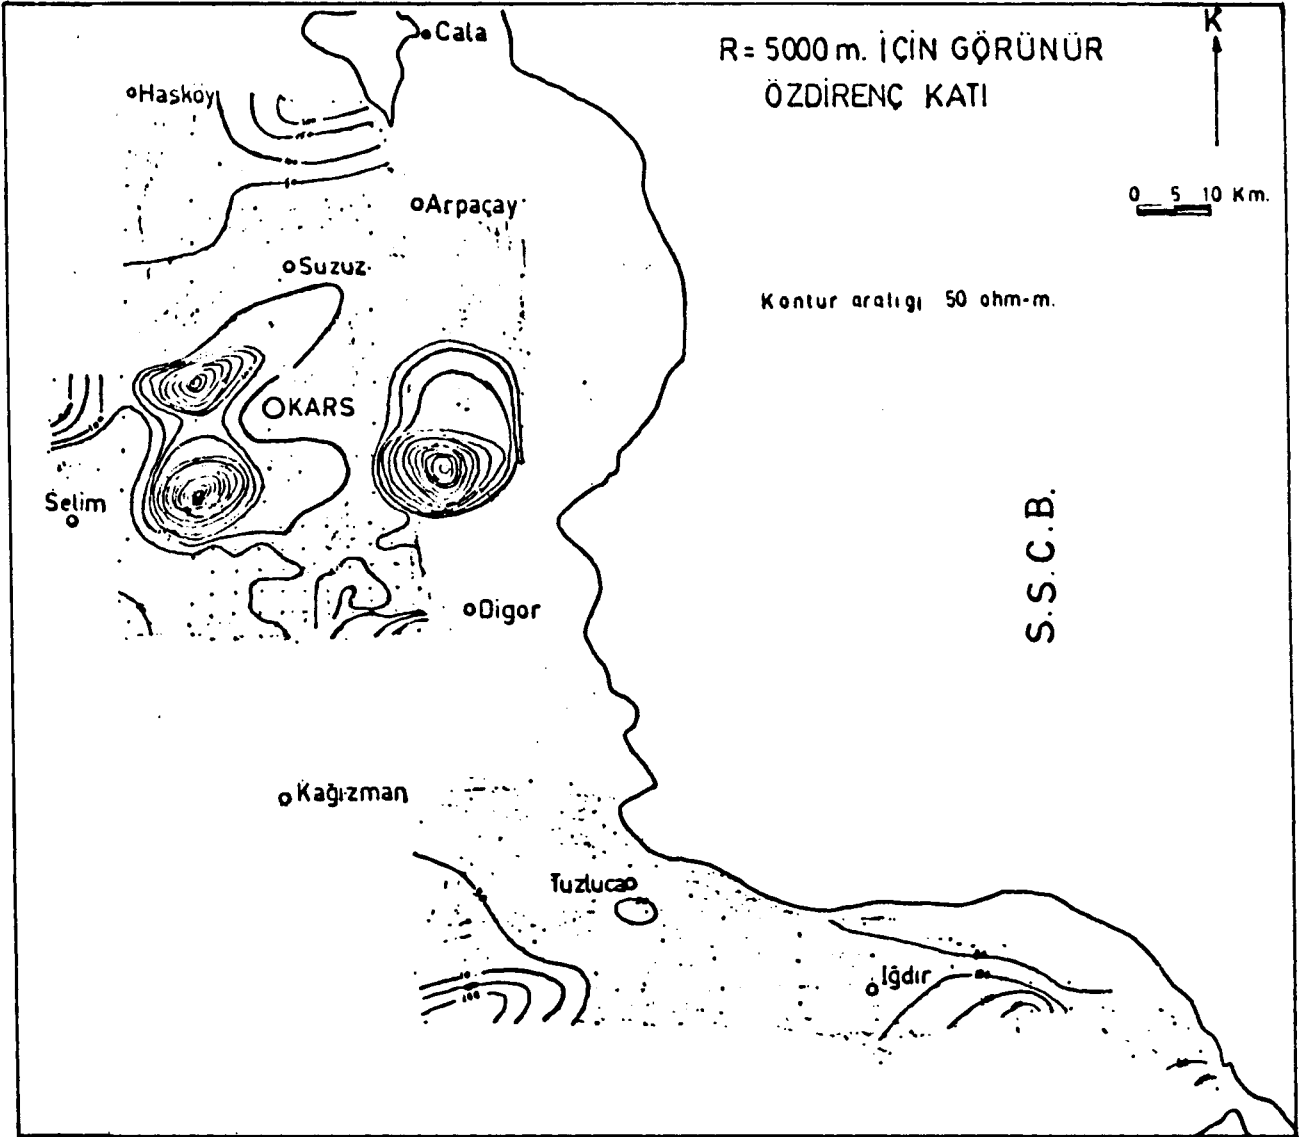 Cala
R= 5000 m. İÇİN GÖRÜNÜR
ÖZDİRENÇ KATI
K
Hasköy
0 5 10 Km.
Arpaçay
Suzuz
Kontur aralıgı 50 ohm-m.
KARS
Selim
S.S.C.B.
Digor
Kağızman
Tuzluca
Iğdır